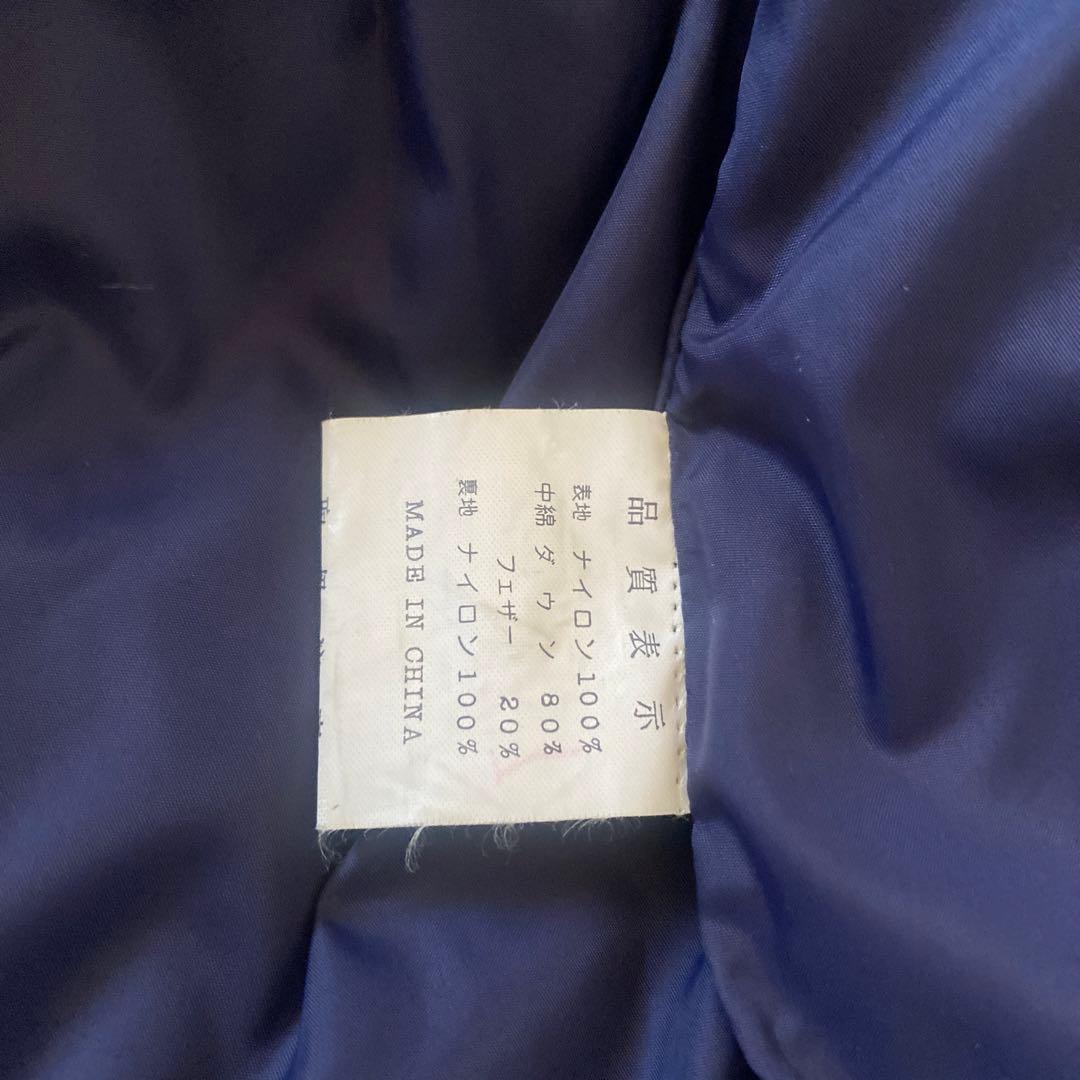 品質表示
表地 ナイロン100%
中綿 ダウン 80%
フェザー 20%
裏地 ナイロン100%
MADE IN CHINA